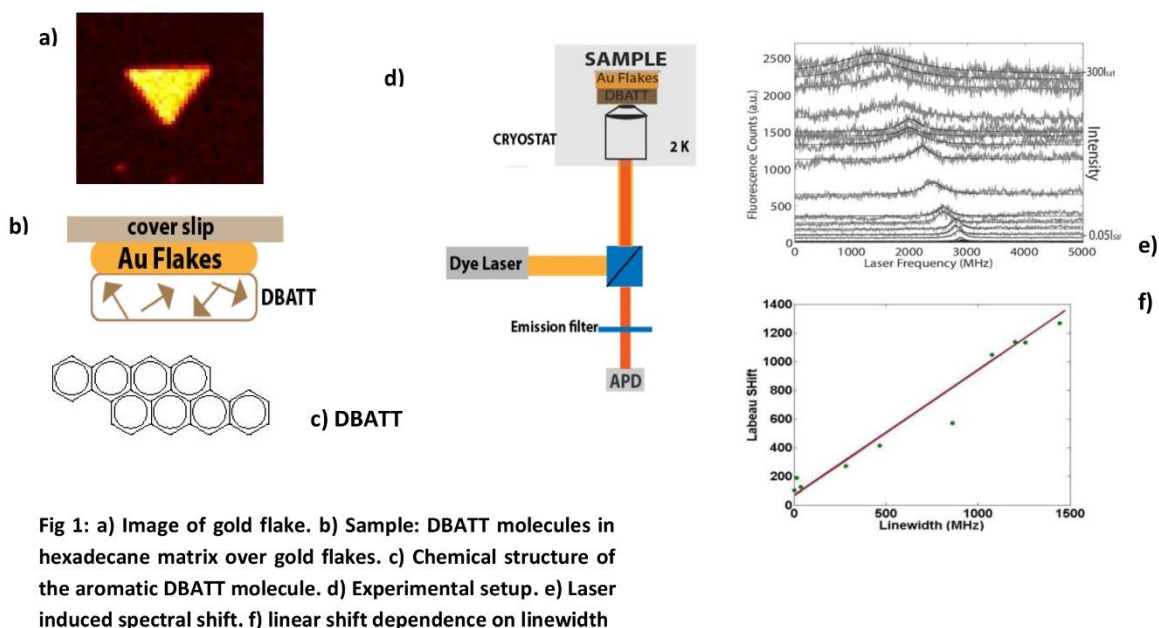 a)
b)
cover slip
Au Flakes
DBATT
c) DBATT
d)
SAMPLE
Au Flakes
DBATT
CRYOSTAT
2 K
Dye Laser
Emission filter
APD
2500
2000
1500
1000
500
0
Fluorescence Counts (a.u.)
300Isat
Intensity
0.05Isat
0 1000 2000 3000 4000 5000
Laser Frequency (MHz)
e)
f)
1400
1200
1000
800
600
400
200
0
Labeau SHift
0 500 1000 1500
Linewidth (MHz)
Fig 1: a) Image of gold flake. b) Sample: DBATT molecules in
hexadecane matrix over gold flakes. c) Chemical structure of
the aromatic DBATT molecule. d) Experimental setup. e) Laser
induced spectral shift. f) linear shift dependence on linewidth